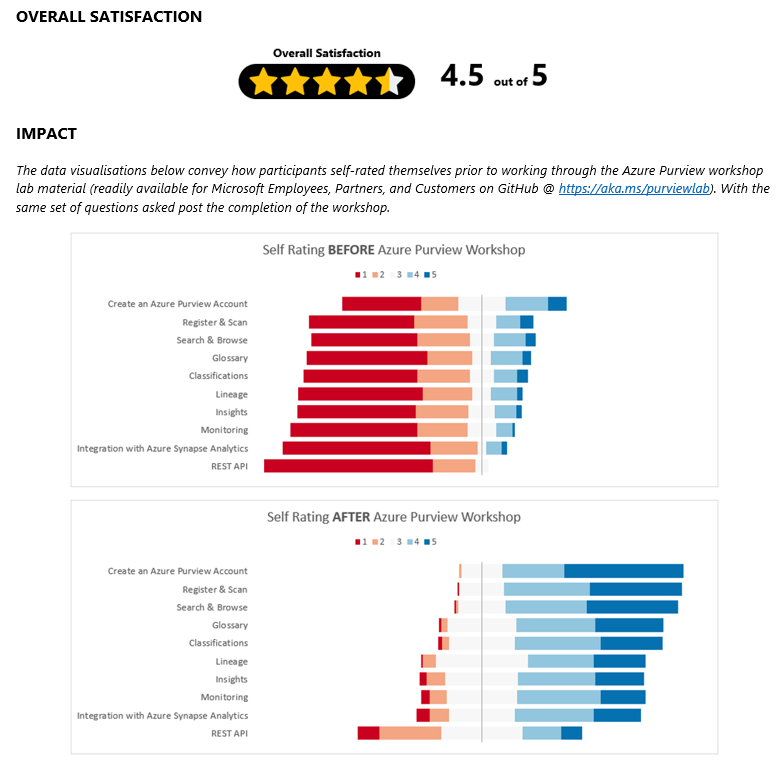 OVERALL SATISFACTION
Overall Satisfaction
4.5 out of 5
IMPACT
The data visualisations below convey how participants self-rated themselves prior to working through the Azure Purview workshop
lab material (readily available for Microsoft Employees, Partners, and Customers on GitHub @ https://aka.ms/purviewlab). With the
same set of questions asked post the completion of the workshop.
Self Rating BEFORE Azure Purview Workshop
1 2 3 4 5
Create an Azure Purview Account
Register & Scan
Search & Browse
Glossary
Classifications
Lineage
Insights
Monitoring
Integration with Azure Synapse Analytics
REST API
Self Rating AFTER Azure Purview Workshop
1 2 3 4 5
Create an Azure Purview Account
Register & Scan
Search & Browse
Glossary
Classifications
Lineage
Insights
Monitoring
Integration with Azure Synapse Analytics
REST API